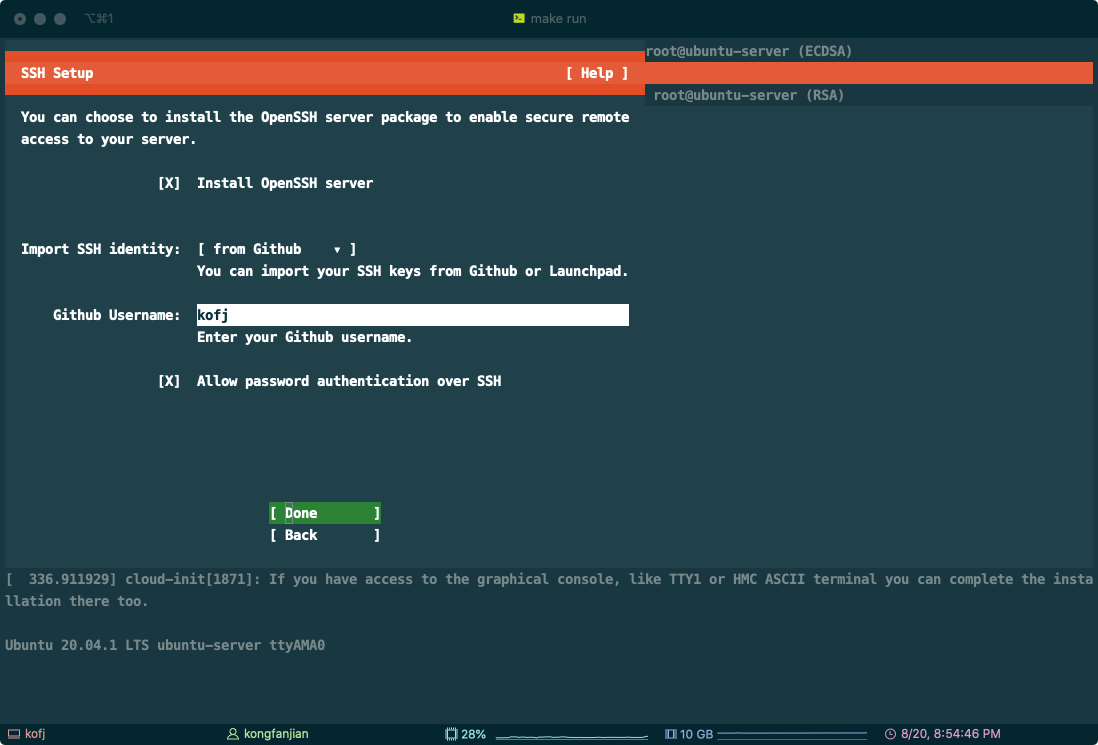 ⌥⌘1
make run
root@ubuntu-server (ECDSA)
SSH Setup [ Help ]
root@ubuntu-server (RSA)
You can choose to install the OpenSSH server package to enable secure remote
access to your server.
[X] Install OpenSSH server
Import SSH identity: [ from Github ▾ ]
You can import your SSH keys from Github or Launchpad.
Github Username: kofj
Enter your Github username.
[X] Allow password authentication over SSH
[ Done ]
[ Back ]
[  336.911929] cloud-init[1871]: If you have access to the graphical console, like TTY1 or HMC ASCII terminal you can complete the insta
llation there too.
Ubuntu 20.04.1 LTS ubuntu-server ttyAMA0
kofj kongfanjian 28% 10 GB 8/20, 8:54:46 PM